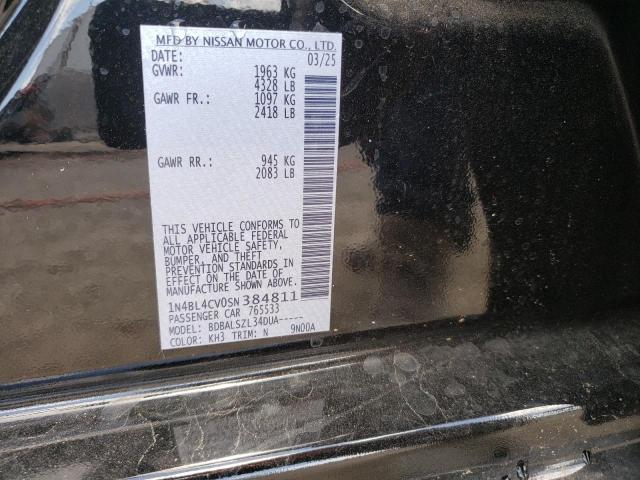 MFD BY NISSAN MOTOR CO., LTD.
DATE: 03/25
GVWR: 1963 KG
4328 LB
GAWR FR.: 1097 KG
2418 LB
GAWR RR.: 945 KG
2083 LB
THIS VEHICLE CONFORMS TO
ALL APPLICABLE FEDERAL
MOTOR VEHICLE SAFETY,
BUMPER, AND THEFT
PREVENTION STANDARDS IN
EFFECT ON THE DATE OF
MANUFACTURE SHOWN ABOVE.
1N4BL4CV0SN384811
PASSENGER CAR 765533
MODEL: BDBALSZL34DUA-----
COLOR: KH3 TRIM: N 9N00A